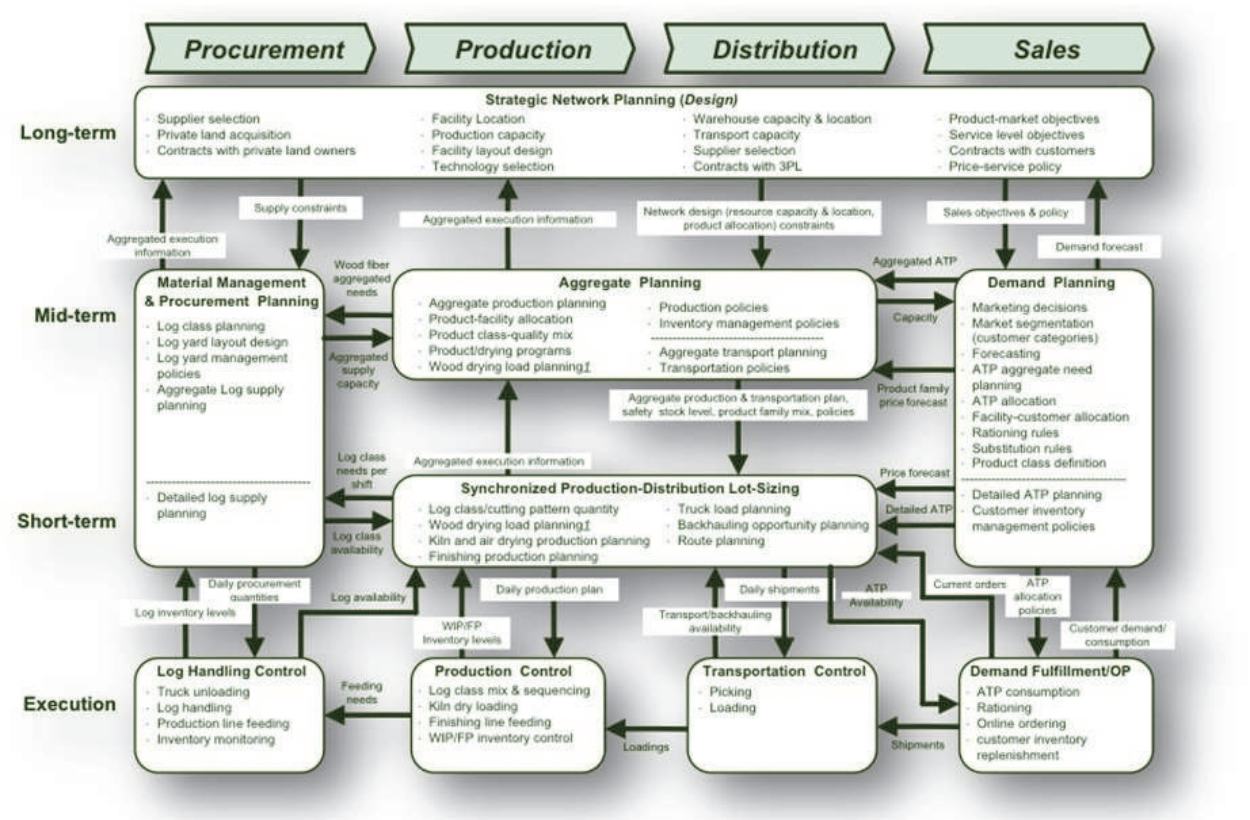 Procurement
Production
Distribution
Sales
Long-term
Strategic Network Planning (Design)
· Supplier selection
· Private land acquisition
· Contracts with private land owners
· Facility Location
· Production capacity
· Facility layout design
· Technology selection
· Warehouse capacity & location
· Transport capacity
· Supplier selection
· Contracts with 3PL
· Product-market objectives
· Service level objectives
· Contracts with customers
· Price-service policy
Aggregated execution
information
Supply constraints
Aggregated execution information
Network design (resource capacity & location,
product allocation) constraints
Sales objectives & policy
Demand forecast
Mid-term
Material Management
& Procurement Planning
· Log class planning
· Log yard layout design
· Log yard management
policies
· Aggregate Log supply
planning
Wood fiber
aggregated
needs
Aggregated
supply
capacity
Aggregate Planning
· Aggregate production planning
· Product-facility allocation
· Product class-quality mix
· Product/drying programs
· Wood drying load planning†
· Production policies
· Inventory management policies
· Aggregate transport planning
· Transportation policies
Aggregated ATP
Capacity
Product family
price forecast
Demand Planning
· Marketing decisions
· Market segmentation
(customer categories)
· Forecasting
· ATP aggregate need
planning
· ATP allocation
· Facility-customer allocation
· Rationing rules
· Substitution rules
· Product class definition
Aggregated execution information
Aggregate production & transportation plan,
safety stock level, product family mix, policies
Short-term
· Detailed log supply
planning
Log class
needs per
shift
Log class
availability
Synchronized Production-Distribution Lot-Sizing
· Log class/cutting pattern quantity
· Wood drying load planning†
· Kiln and air drying production planning
· Finishing production planning
· Truck load planning
· Backhauling opportunity planning
· Route planning
Price forecast
Detailed ATP
· Detailed ATP planning
· Customer inventory
management policies
Log inventory levels
Daily procurement
quantities
Log availability
WIP/FP
Inventory levels
Daily production plan
Transport/backhauling
availability
Daily shipments
ATP
Availability
Current orders
ATP
allocation
policies
Customer demand/
consumption
Execution
Log Handling Control
· Truck unloading
· Log handling
· Production line feeding
· Inventory monitoring
Feeding
needs
Production Control
· Log class mix & sequencing
· Kiln dry loading
· Finishing line feeding
· WIP/FP inventory control
Loadings
Transportation Control
· Picking
· Loading
Shipments
Demand Fulfillment/OP
· ATP consumption
· Rationing
· Online ordering
· customer inventory
replenishment